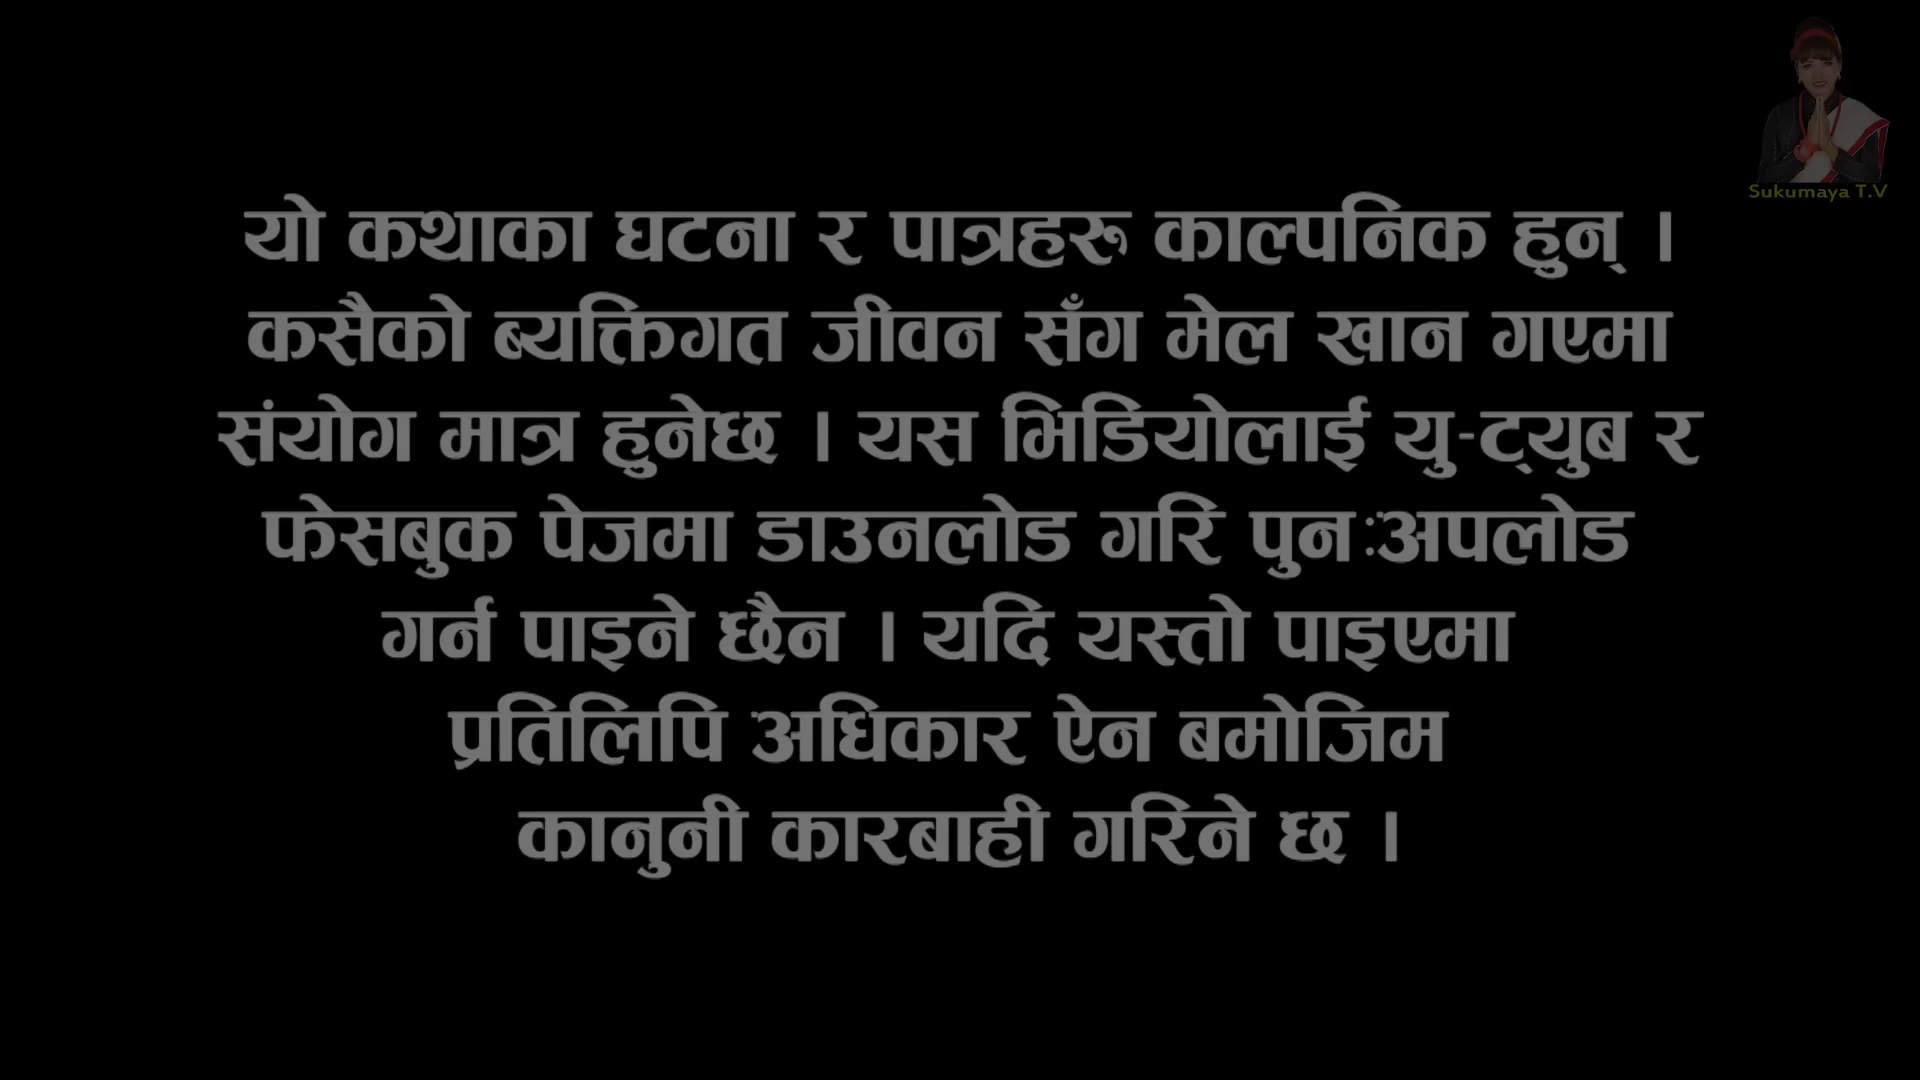 Sukumaya T.V
यो कथाका घटना र पात्रहरु काल्पनिक हुन् ।
कसैको ब्यक्तिगत जीवन सँग मेल खान गएमा
संयोग मात्र हुनेछ । यस भिडियोलाई यु-ट्युब र
फेसबुक पेजमा डाउनलोड गरि पुनःअपलोड
गर्न पाइने छैन । यदि यस्तो पाइएमा
प्रतिलिपि अधिकार ऐन बमोजिम
कानुनी कारबाही गरिने छ ।